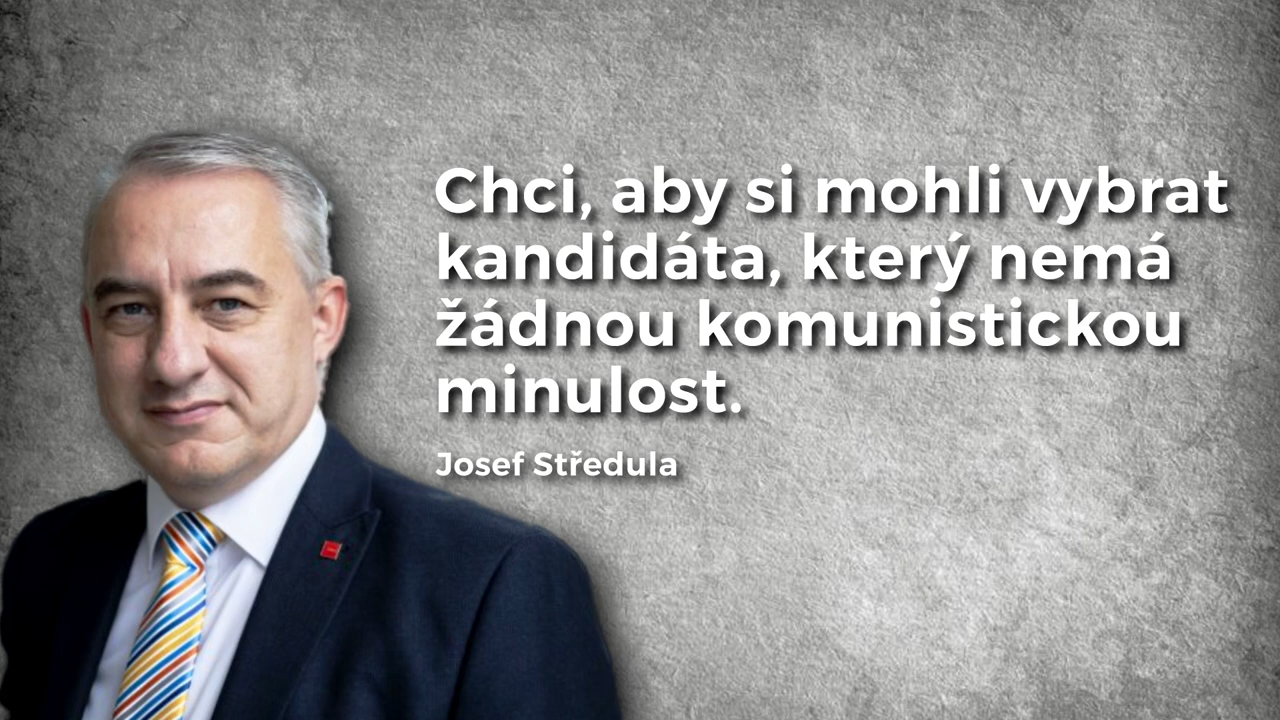 Chci, aby si mohli vybrat
kandidáta, který nemá
žádnou komunistickou
minulost.
Josef Středula